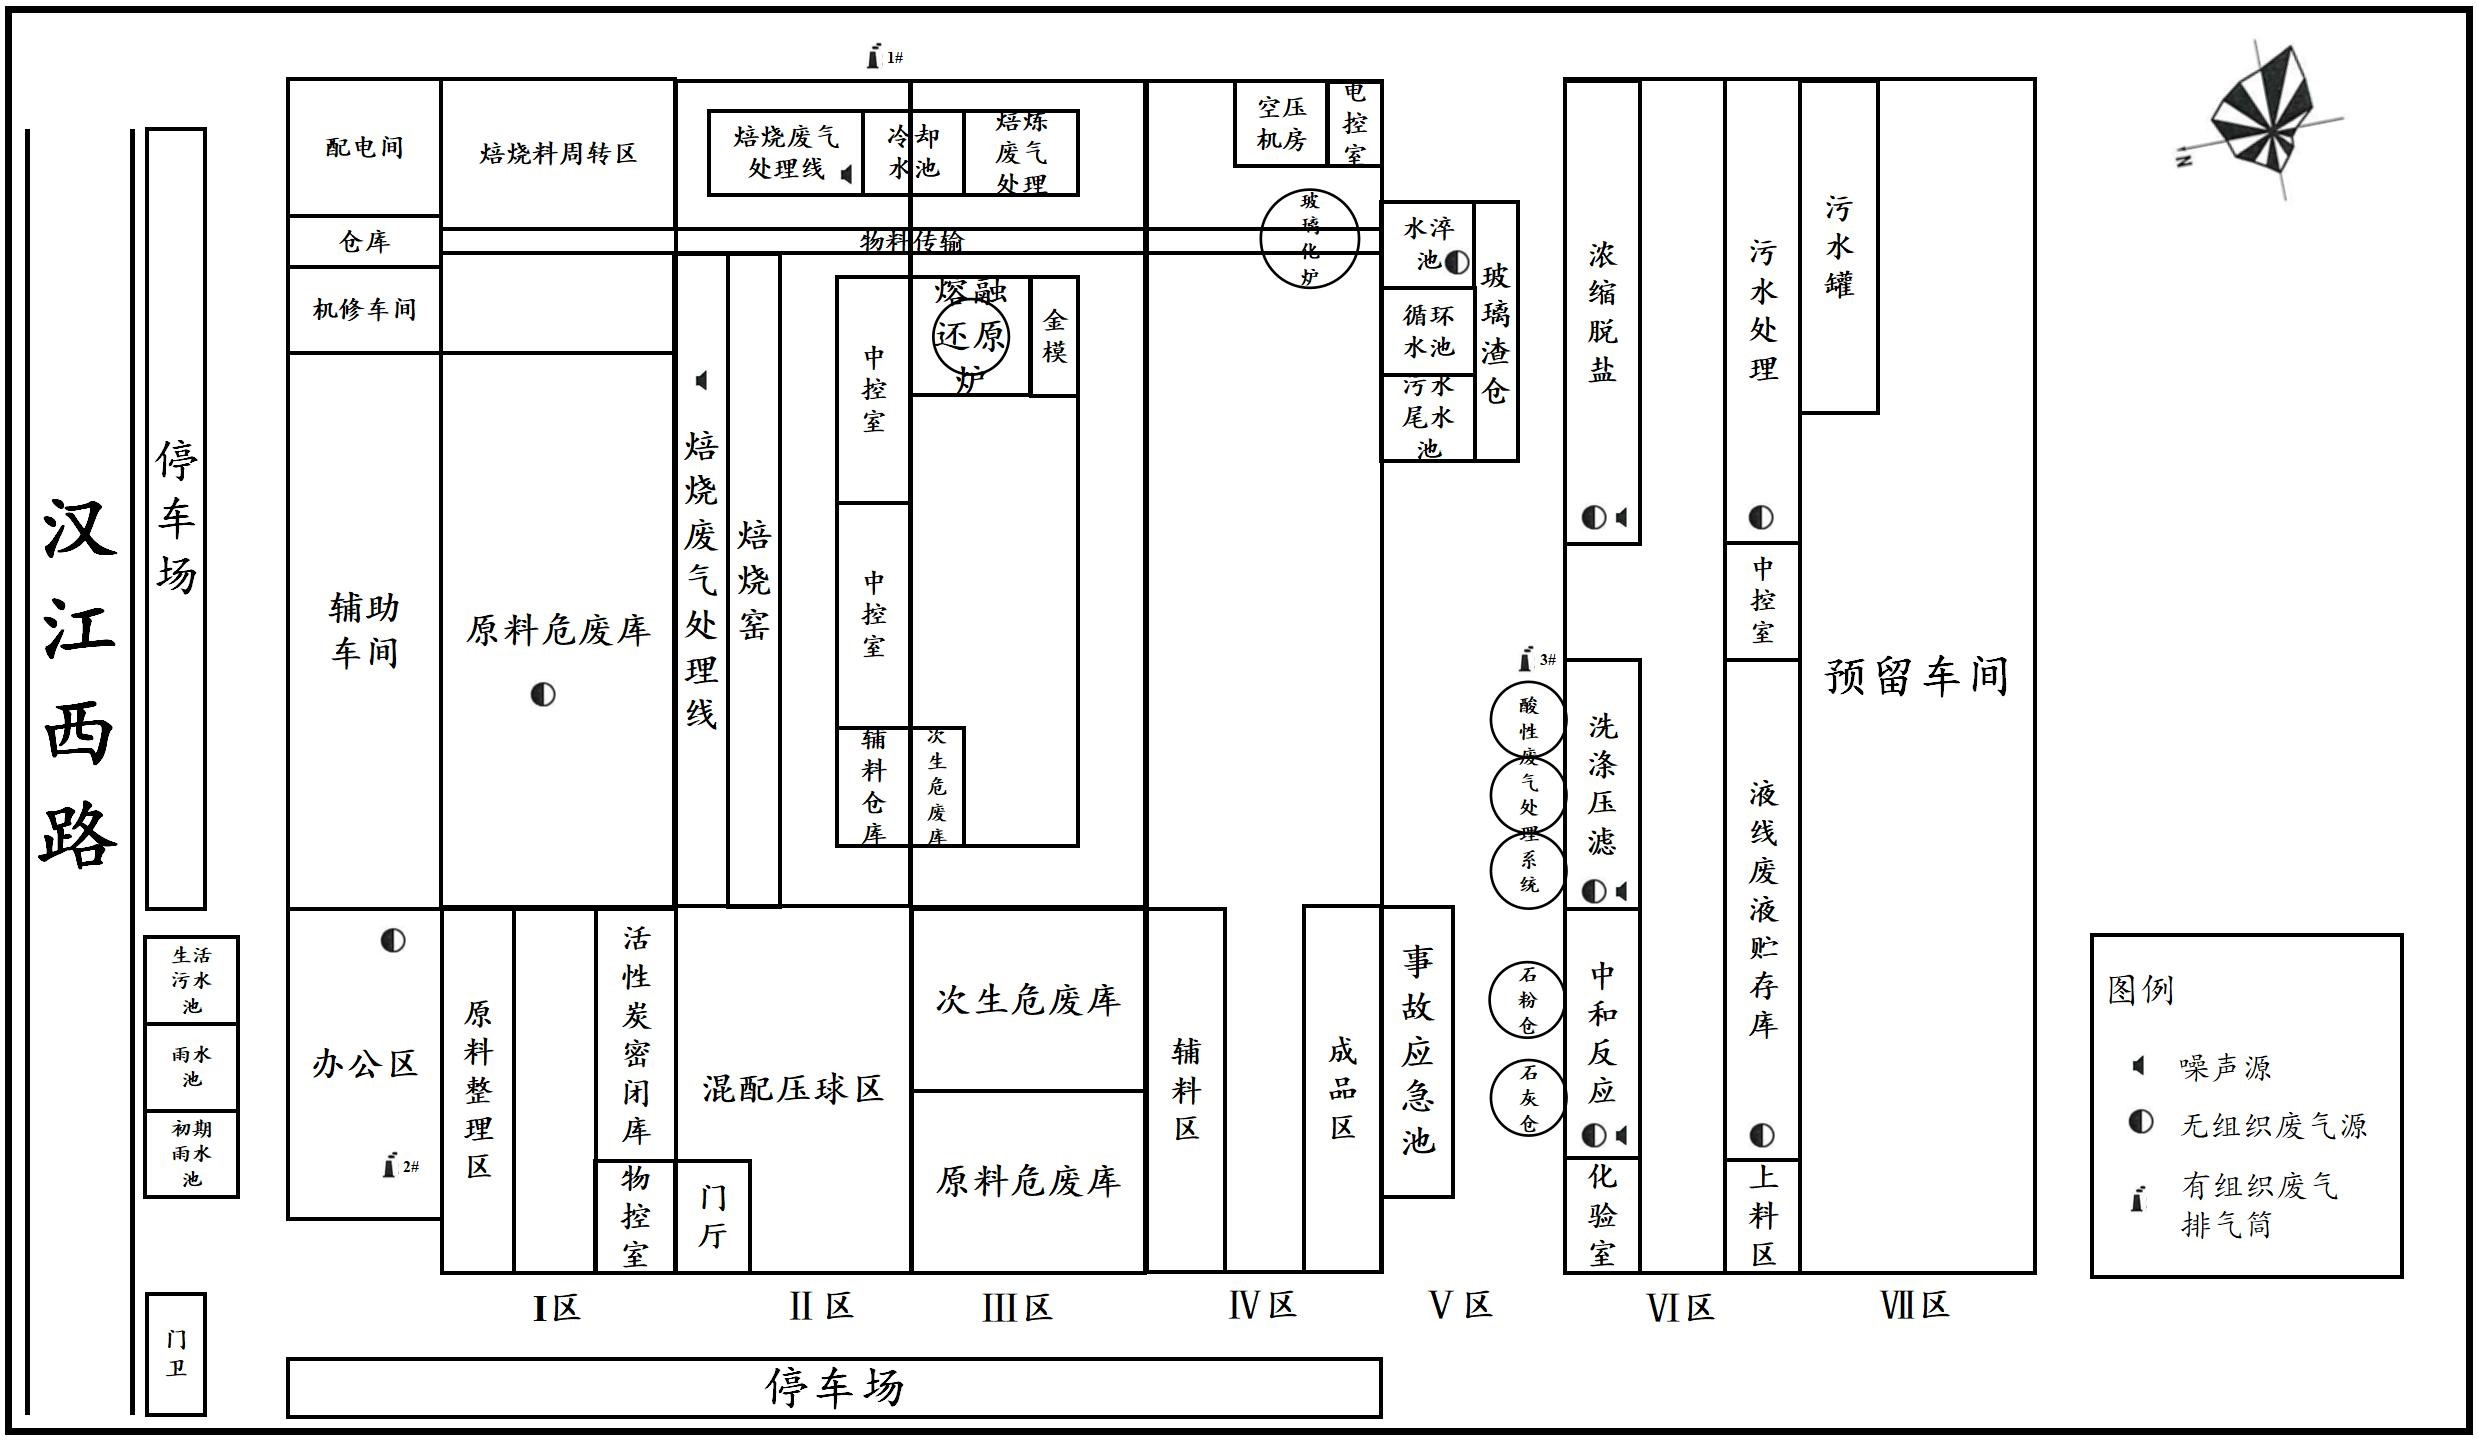 1#
配电间
焙烧料周转区
焙烧废气
处理线
冷却
水池
焙炼
废气
处理
空压
机房
电控室
N
仓库
物料传输
玻璃化炉
水淬
池
玻璃渣仓
浓缩脱盐
污水处理
污水罐
机修车间
中控室
熔融
还原
炉
金模
循环
水池
污水
尾水
池
停车场
汉江西路
辅助
车间
原料危废库
焙烧废气处理线
焙烧窑
中控室
辅料仓库
次生危废库
中控室
3#
酸性废气处理系统
洗涤压滤
液线废液贮存库
预留车间
生活
污水
池
雨水
池
初期
雨水
池
办公区
2#
原料整理区
活性炭密闭库
物控室
门厅
混配压球区
次生危废库
原料危废库
辅料区
成品区
事故应急池
石粉仓
石灰仓
中和反应
化验室
上料区
图例
噪声源
无组织废气源
有组织废气
排气筒
I区
II 区
III区
IV区
V 区
VI区
VII区
门卫
停车场